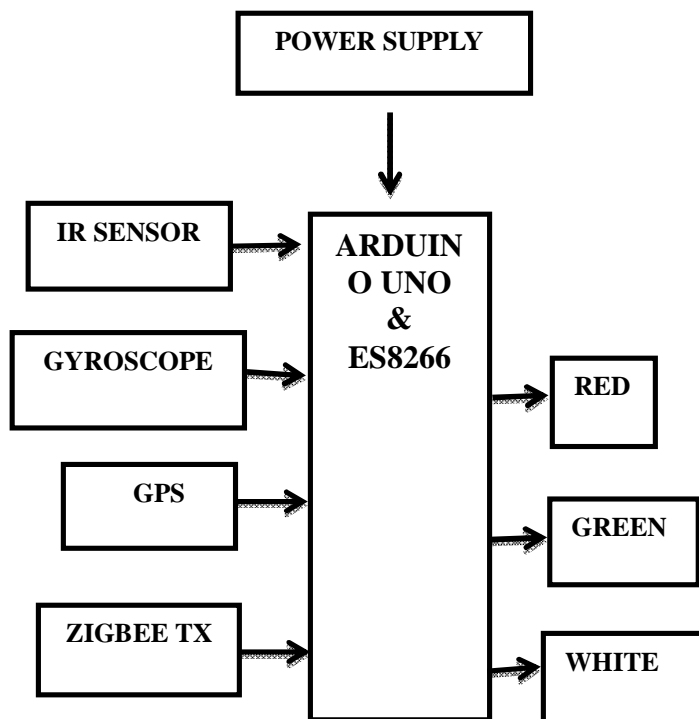 POWER SUPPLY
IR SENSOR
ARDUIN
O UNO
&
ES8266
GYROSCOPE
RED
GPS
GREEN
ZIGBEE TX
WHITE